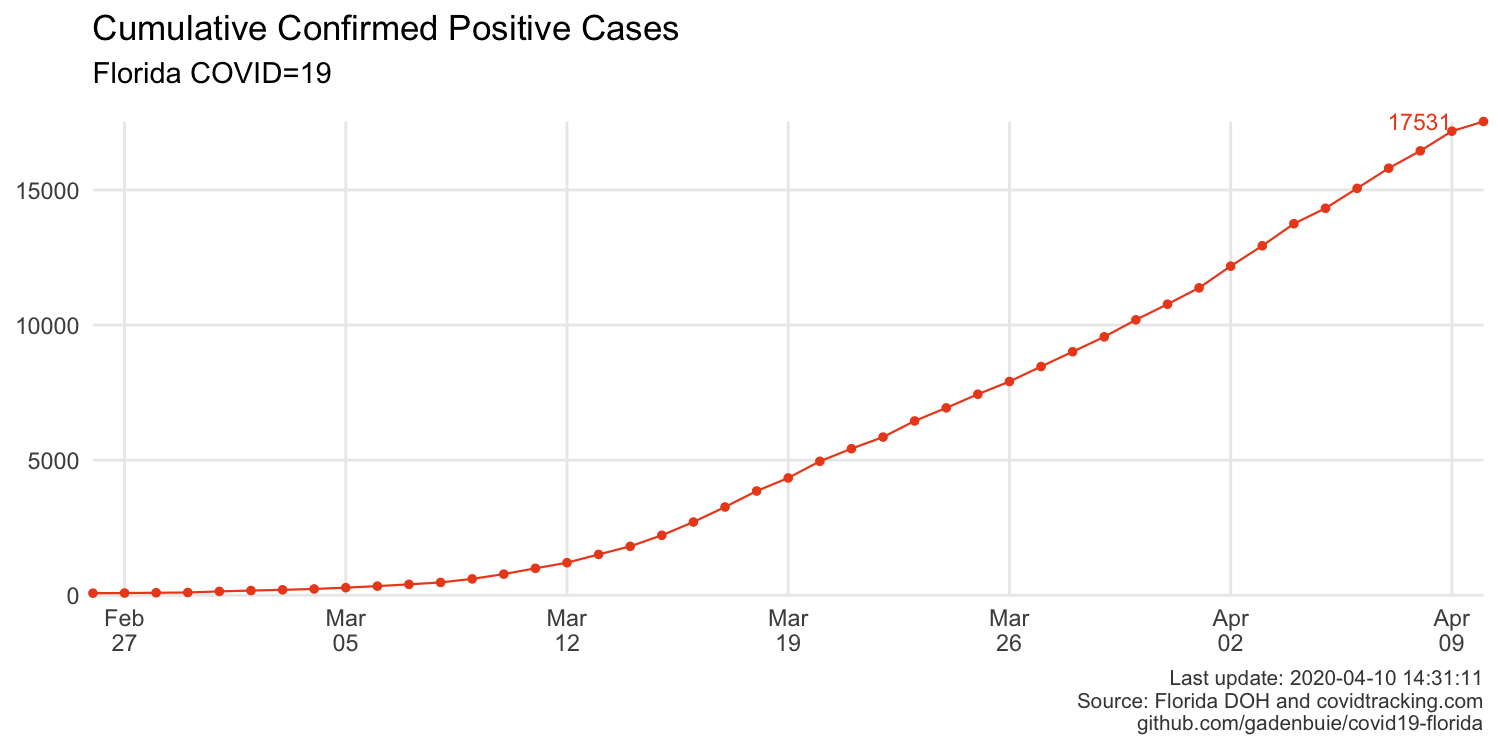 Cumulative Confirmed Positive Cases
Florida COVID=19
17531
15000
10000
5000
0
Feb Mar Mar Mar Mar Apr Apr
27 05 12 19 26 02 09
Last update: 2020-04-10 14:31:11
Source: Florida DOH and covidtracking.com
github.com/gadenbuie/covid19-florida